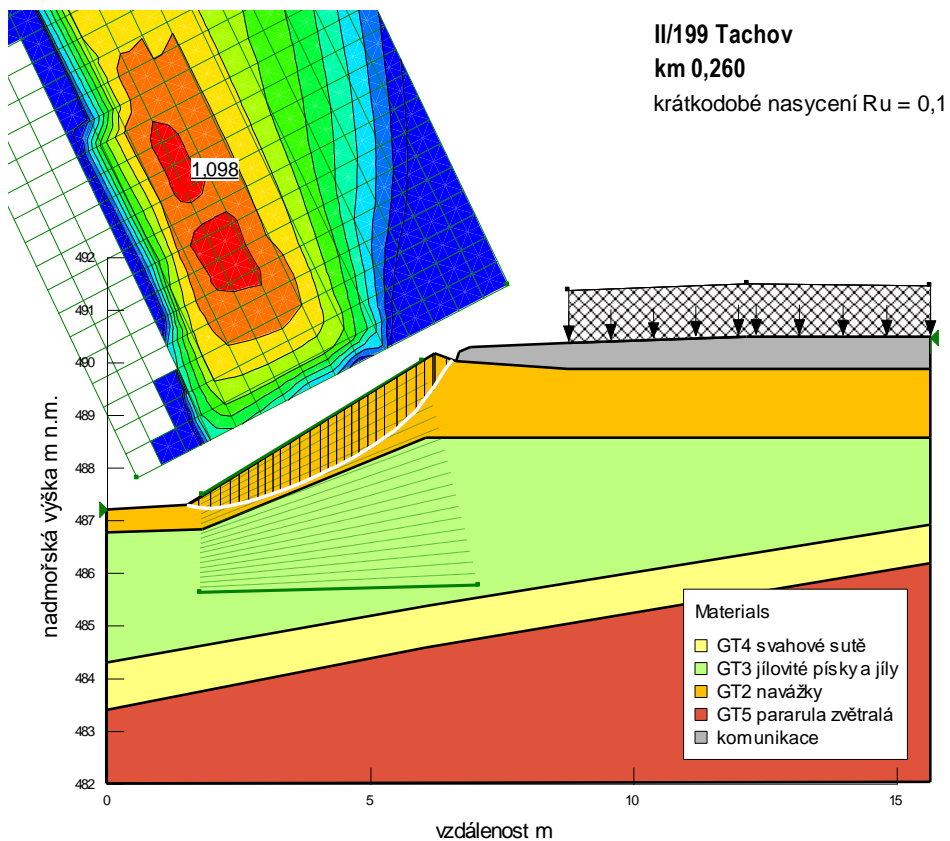 II/199 Tachov
km 0,260
krátkodobé nasycení Ru = 0,1
1,098
492
491
490
489
488
487
486
485
484
483
482
nadmořská výška m n.m.
0
5
10
15
vzdálenost m
Materials
GT4 svahové sutě
GT3 jílovité písky a jíly
GT2 navážky
GT5 pararula zvětralá
komunikace